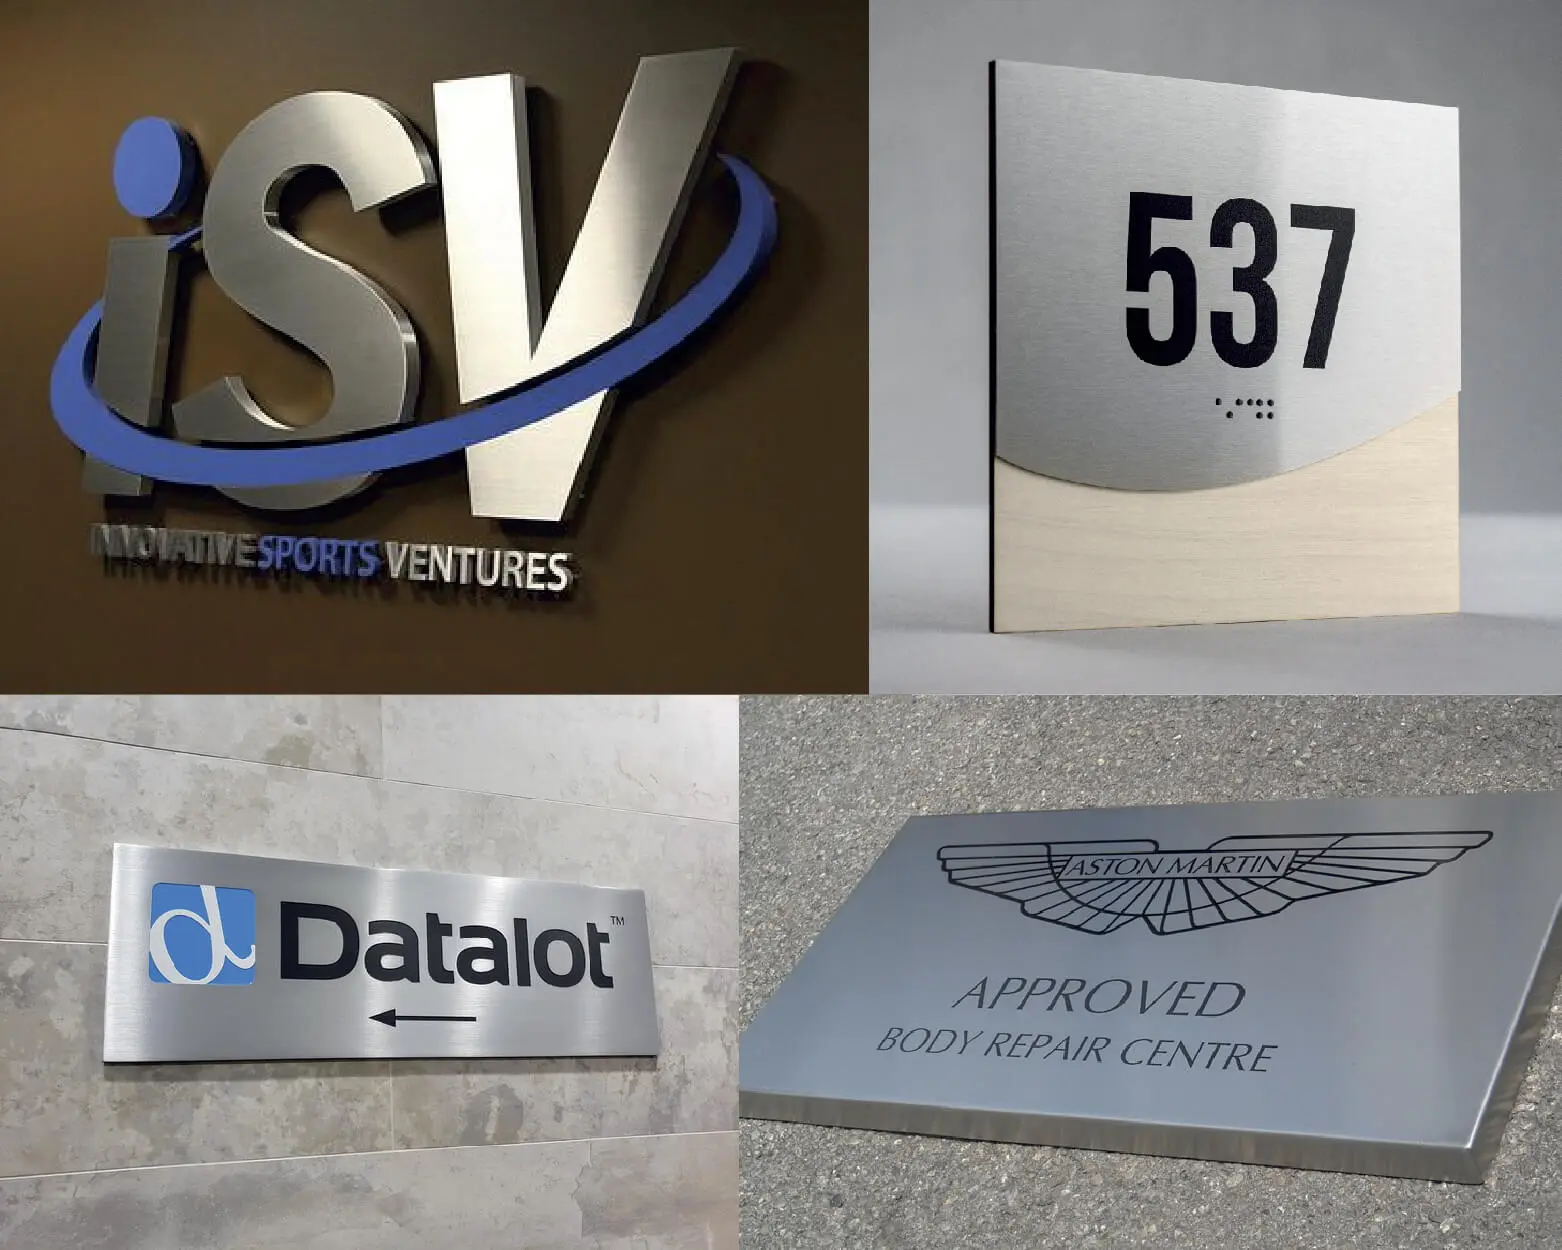 iSV
INNOVATIVE SPORTS VENTURES
537
d Datalot™
ASTON MARTIN
APPROVED
BODY REPAIR CENTRE